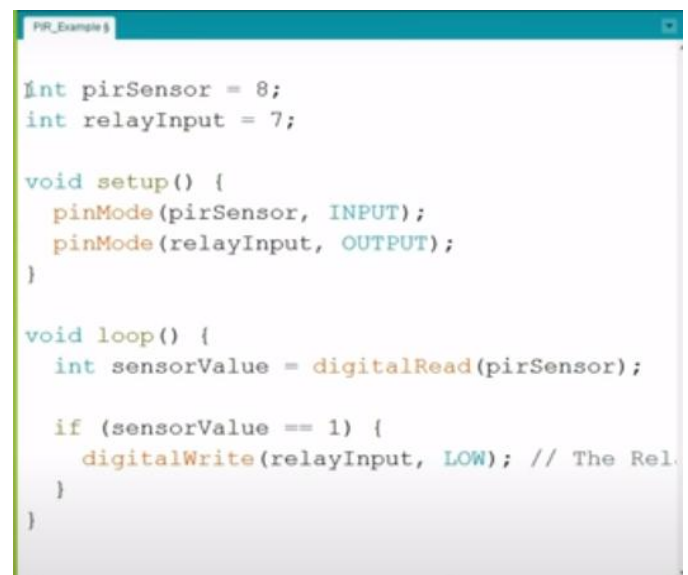 PIR_Example §
int pirSensor = 8;
int relayInput = 7;
void setup() {
pinMode(pirSensor, INPUT);
pinMode(relayInput, OUTPUT);
}
void loop() {
int sensorValue = digitalRead(pirSensor);
if (sensorValue == 1) {
digitalWrite(relayInput, LOW); // The Rel
}
}